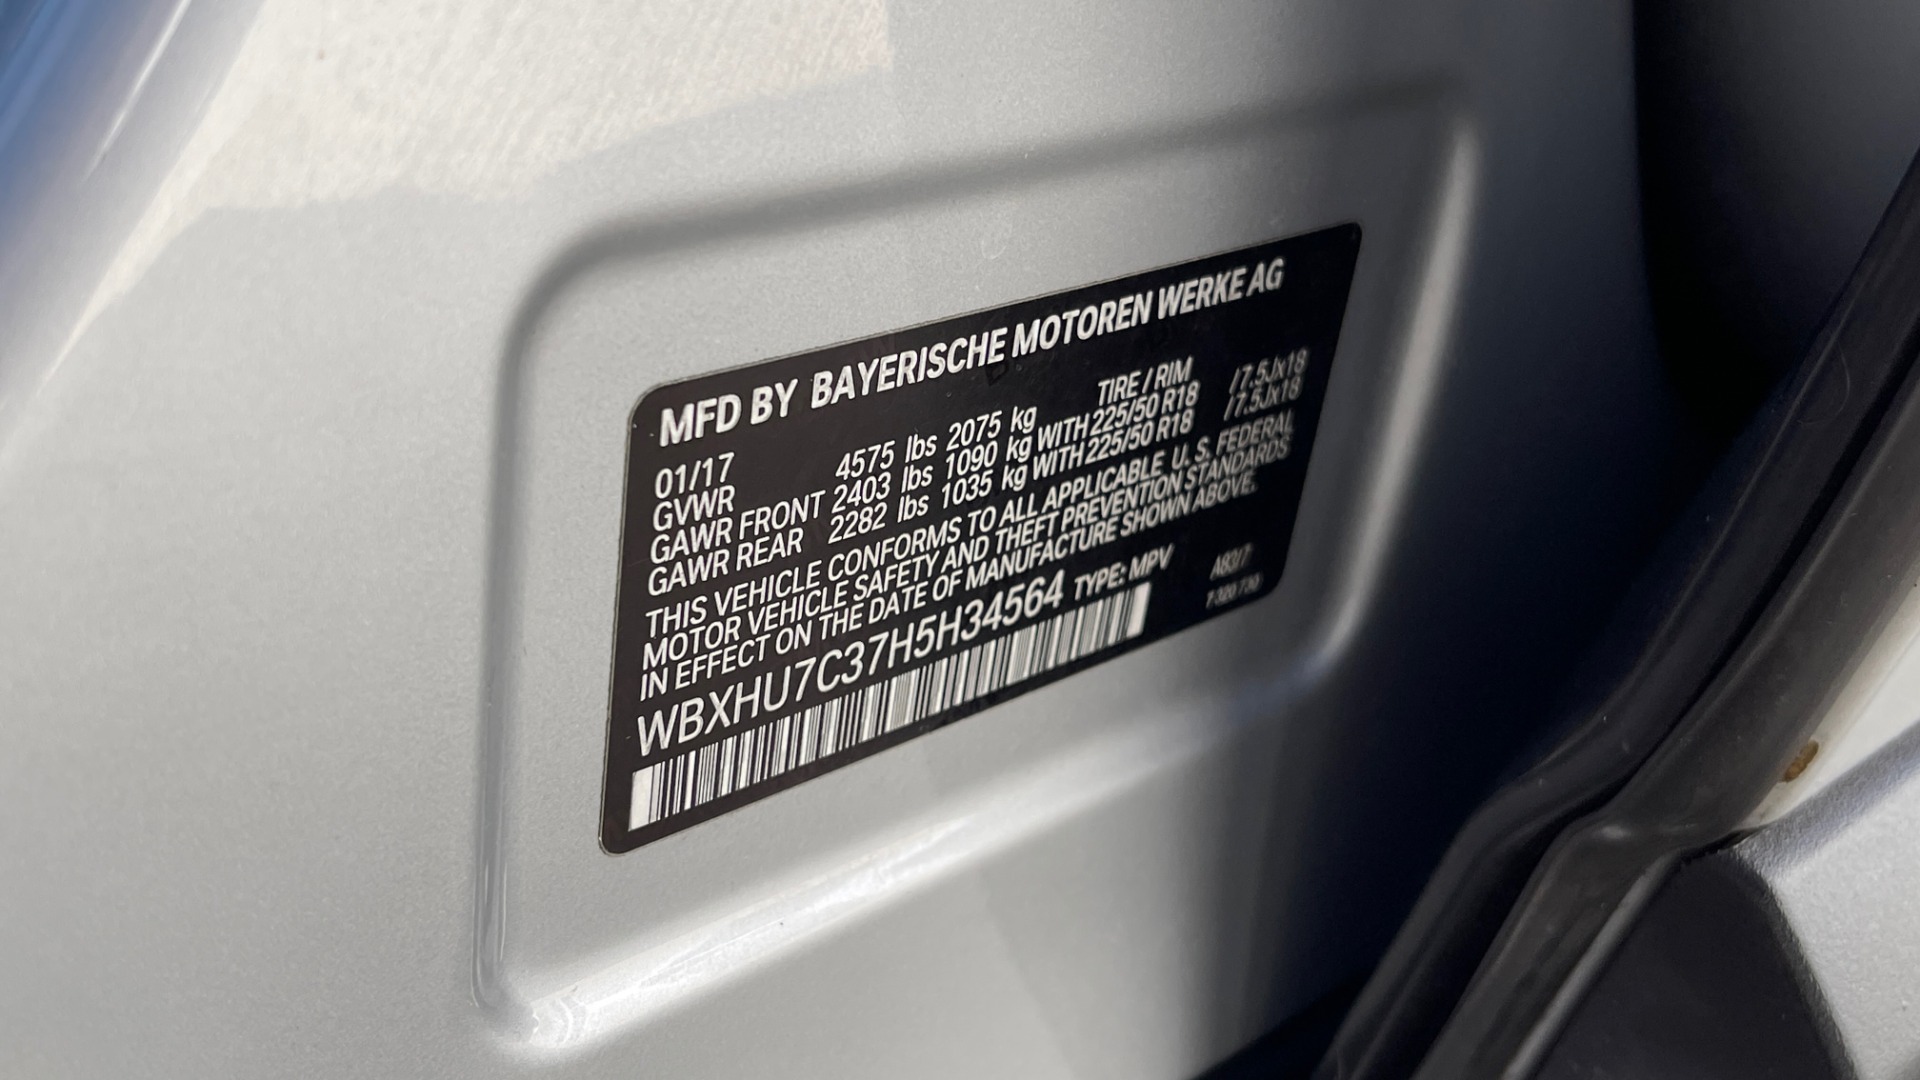 MFD BY BAYERISCHE MOTOREN WERKE AG
01/17 TIRE / RIM
GVWR 4575 lbs 2075 kg
GAWR FRONT 2403 lbs 1090 kg WITH 225/50 R18 /7.5Jx18
GAWR REAR 2282 lbs 1035 kg WITH 225/50 R18 /7.5Jx18
THIS VEHICLE CONFORMS TO ALL APPLICABLE U. S. FEDERAL
MOTOR VEHICLE SAFETY AND THEFT PREVENTION STANDARDS
IN EFFECT ON THE DATE OF MANUFACTURE SHOWN ABOVE.
WBXHU7C37H5H34564 TYPE: MPV